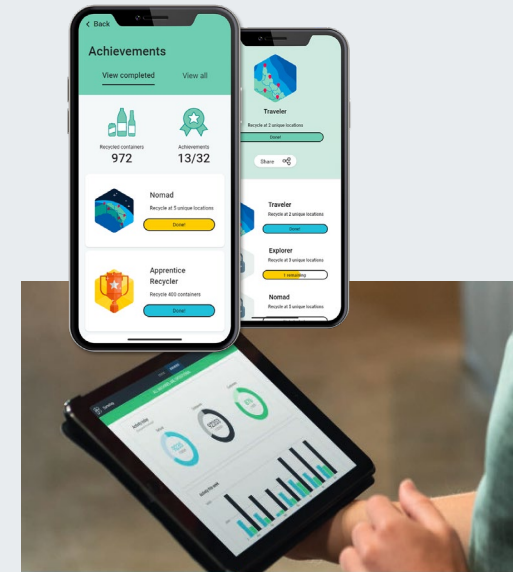 Back
Achievements
View completed
View all
Recycled containers
972
Achievements
13/32
Nomad
Recycle at 5 unique locations
Done!
Apprentice
Recycler
Recycle 400 containers
Done!
Traveler
Recycle at 2 unique locations
Done!
Share
Traveler
Recycle at 2 unique locations
Done!
Explorer
Recycle at 3 unique locations
1 remaining
Nomad
Recycle at 3 unique locations